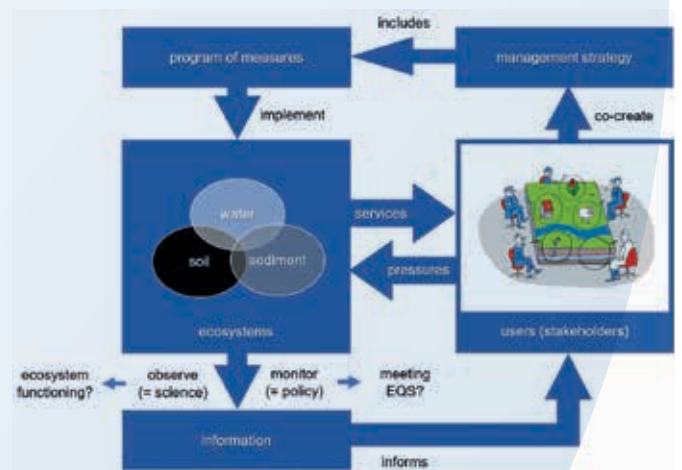 includes
program of measures
management strategy
implement
co-create
water
services
soil
sediment
pressures
ecosystems
users (stakeholders)
ecosystem
functioning?
observe
(= science)
monitor
(= policy)
meeting
EQS?
information
informs